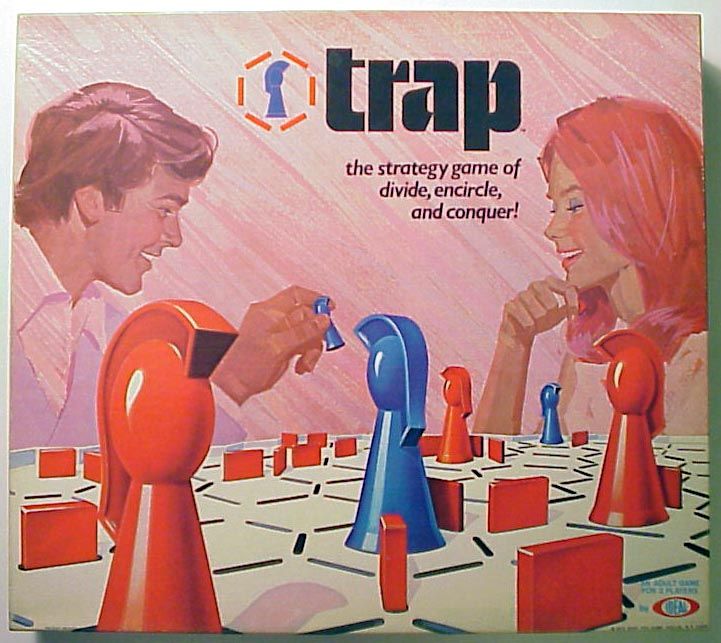 trap
the strategy game of
divide, encircle,
and conquer!
AN ADULT GAME
FOR 2 PLAYERS
by IDEAL